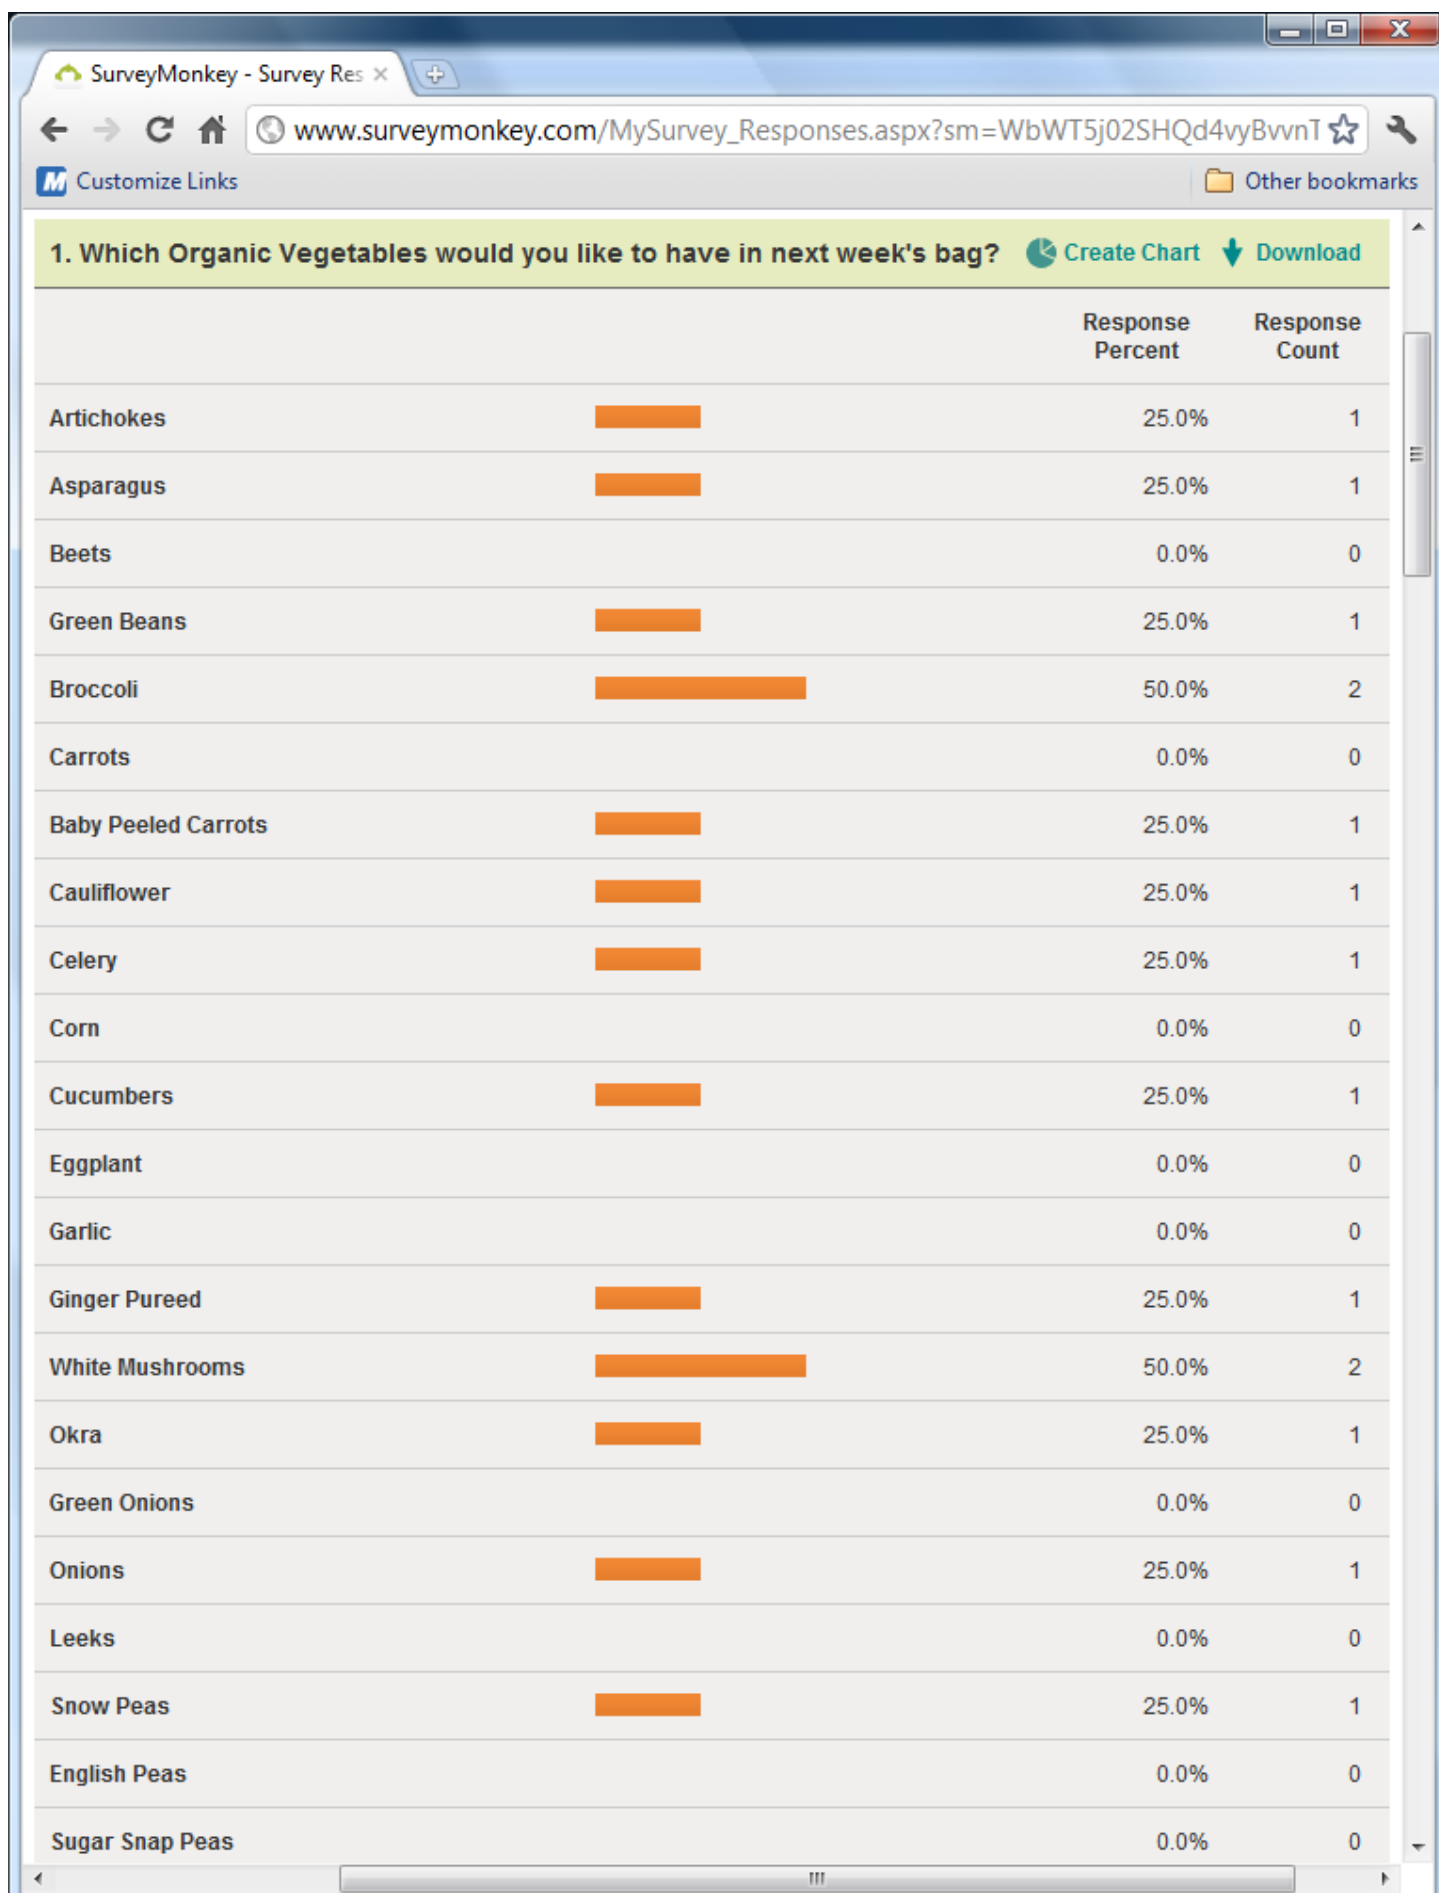 SurveyMonkey - Survey Res
www.surveymonkey.com/MySurvey_Responses.aspx?sm=WbWT5j02SHQd4vyBvvnT
Customize Links Other bookmarks
1. Which Organic Vegetables would you like to have in next week's bag? Create Chart Download
Response Percent Response Count
Artichokes 25.0% 1
Asparagus 25.0% 1
Beets 0.0% 0
Green Beans 25.0% 1
Broccoli 50.0% 2
Carrots 0.0% 0
Baby Peeled Carrots 25.0% 1
Cauliflower 25.0% 1
Celery 25.0% 1
Corn 0.0% 0
Cucumbers 25.0% 1
Eggplant 0.0% 0
Garlic 0.0% 0
Ginger Pureed 25.0% 1
White Mushrooms 50.0% 2
Okra 25.0% 1
Green Onions 0.0% 0
Onions 25.0% 1
Leeks 0.0% 0
Snow Peas 25.0% 1
English Peas 0.0% 0
Sugar Snap Peas 0.0% 0